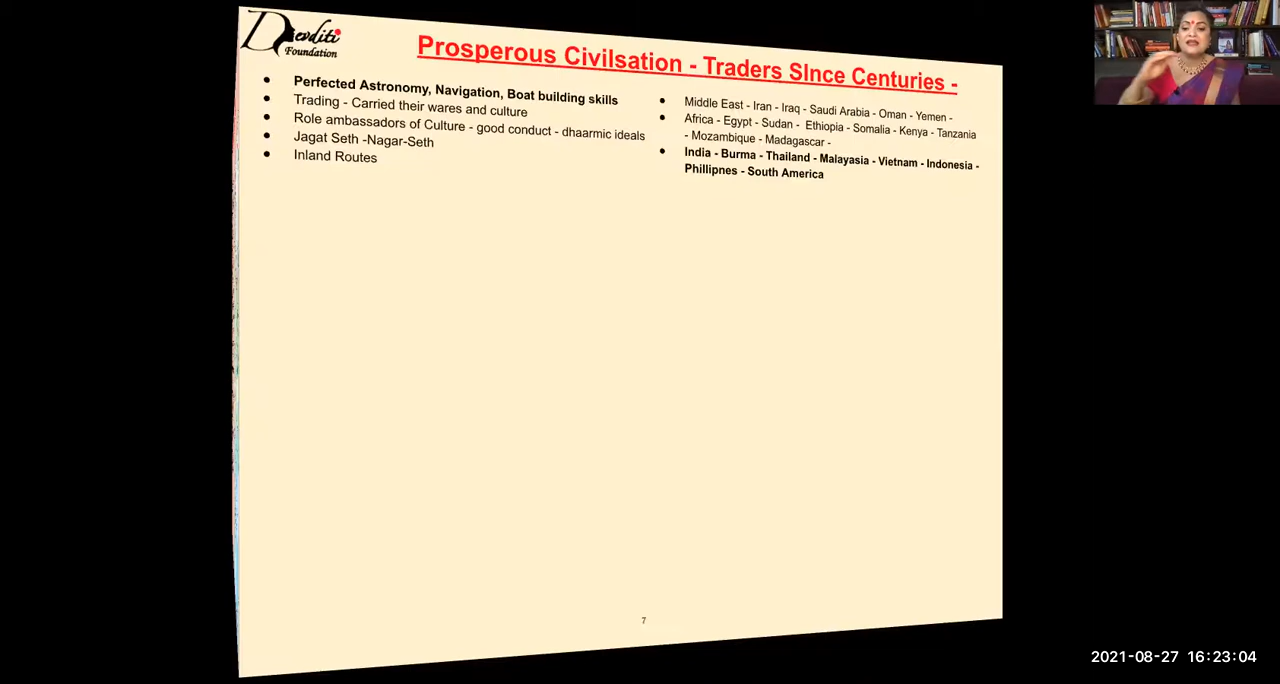 Devditi
Foundation
Prosperous Civilsation - Traders SInce Centuries -
Perfected Astronomy, Navigation, Boat building skills
Trading - Carried their wares and culture
Role ambassadors of Culture - good conduct - dhaarmic ideals
Jagat Seth -Nagar-Seth
Inland Routes
Middle East - Iran - Iraq - Saudi Arabia - Oman - Yemen -
Africa - Egypt - Sudan - Ethiopia - Somalia - Kenya - Tanzania
- Mozambique - Madagascar -
India - Burma - Thailand - Malayasia - Vietnam - Indonesia -
Phillipnes - South America
7
2021-08-27 16:23:04